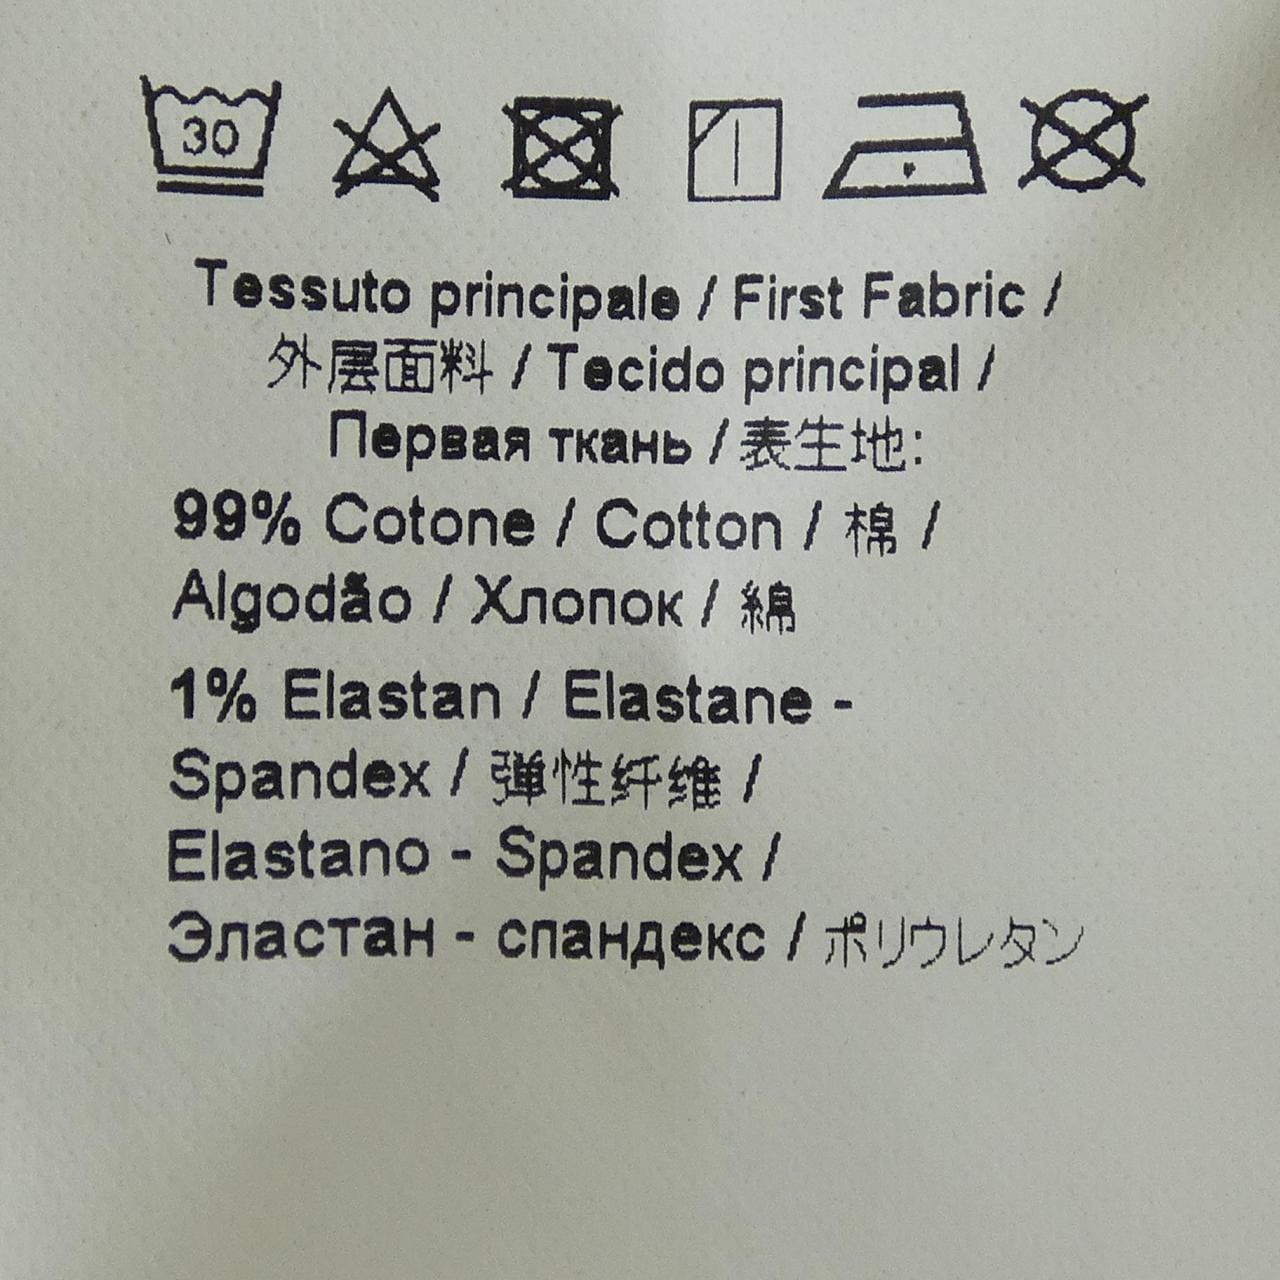 30
Tessuto principale / First Fabric /
外层面料 / Tecido principal /
Первая ткань / 表生地:
99% Cotone / Cotton / 棉 /
Algodão / Хлопок / 綿
1% Elastan / Elastane -
Spandex / 弹性纤维 /
Elastano - Spandex /
Эластан - спандекс / ポリウレタン